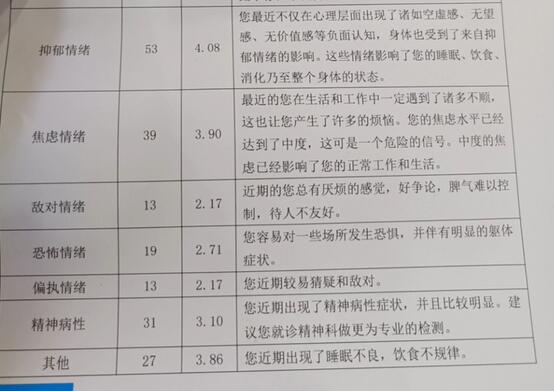 您最近不仅在心理层面出现了诸如空虚感、无望
感、无价值感等负面认知，身体也受到了来自抑
抑郁情绪 53 4.08 郁情绪的影响。这些情绪影响了您的睡眠、饮食、
消化乃至整个身体的状态。
最近的您在生活和工作中一定遇到了诸多不顺，
这也让您产生了许多的烦恼。您的焦虑水平已经
焦虑情绪 39 3.90 达到了中度，这可是一个危险的信号。中度的焦
虑已经影响了您的正常工作和生活。
敌对情绪 13 2.17 近期的您总有厌烦的感觉，好争论，脾气难以控
制，待人不友好。
恐怖情绪 19 2.71 您容易对一些场所发生恐惧，并伴有明显的躯体
症状。
偏执情绪 13 2.17 您近期较易猜疑和敌对。
精神病性 31 3.10 您近期出现了精神病性症状，并且比较明显。建
议您就诊精神科做更为专业的检测。
其他 27 3.86 您近期出现了睡眠不良，饮食不规律。